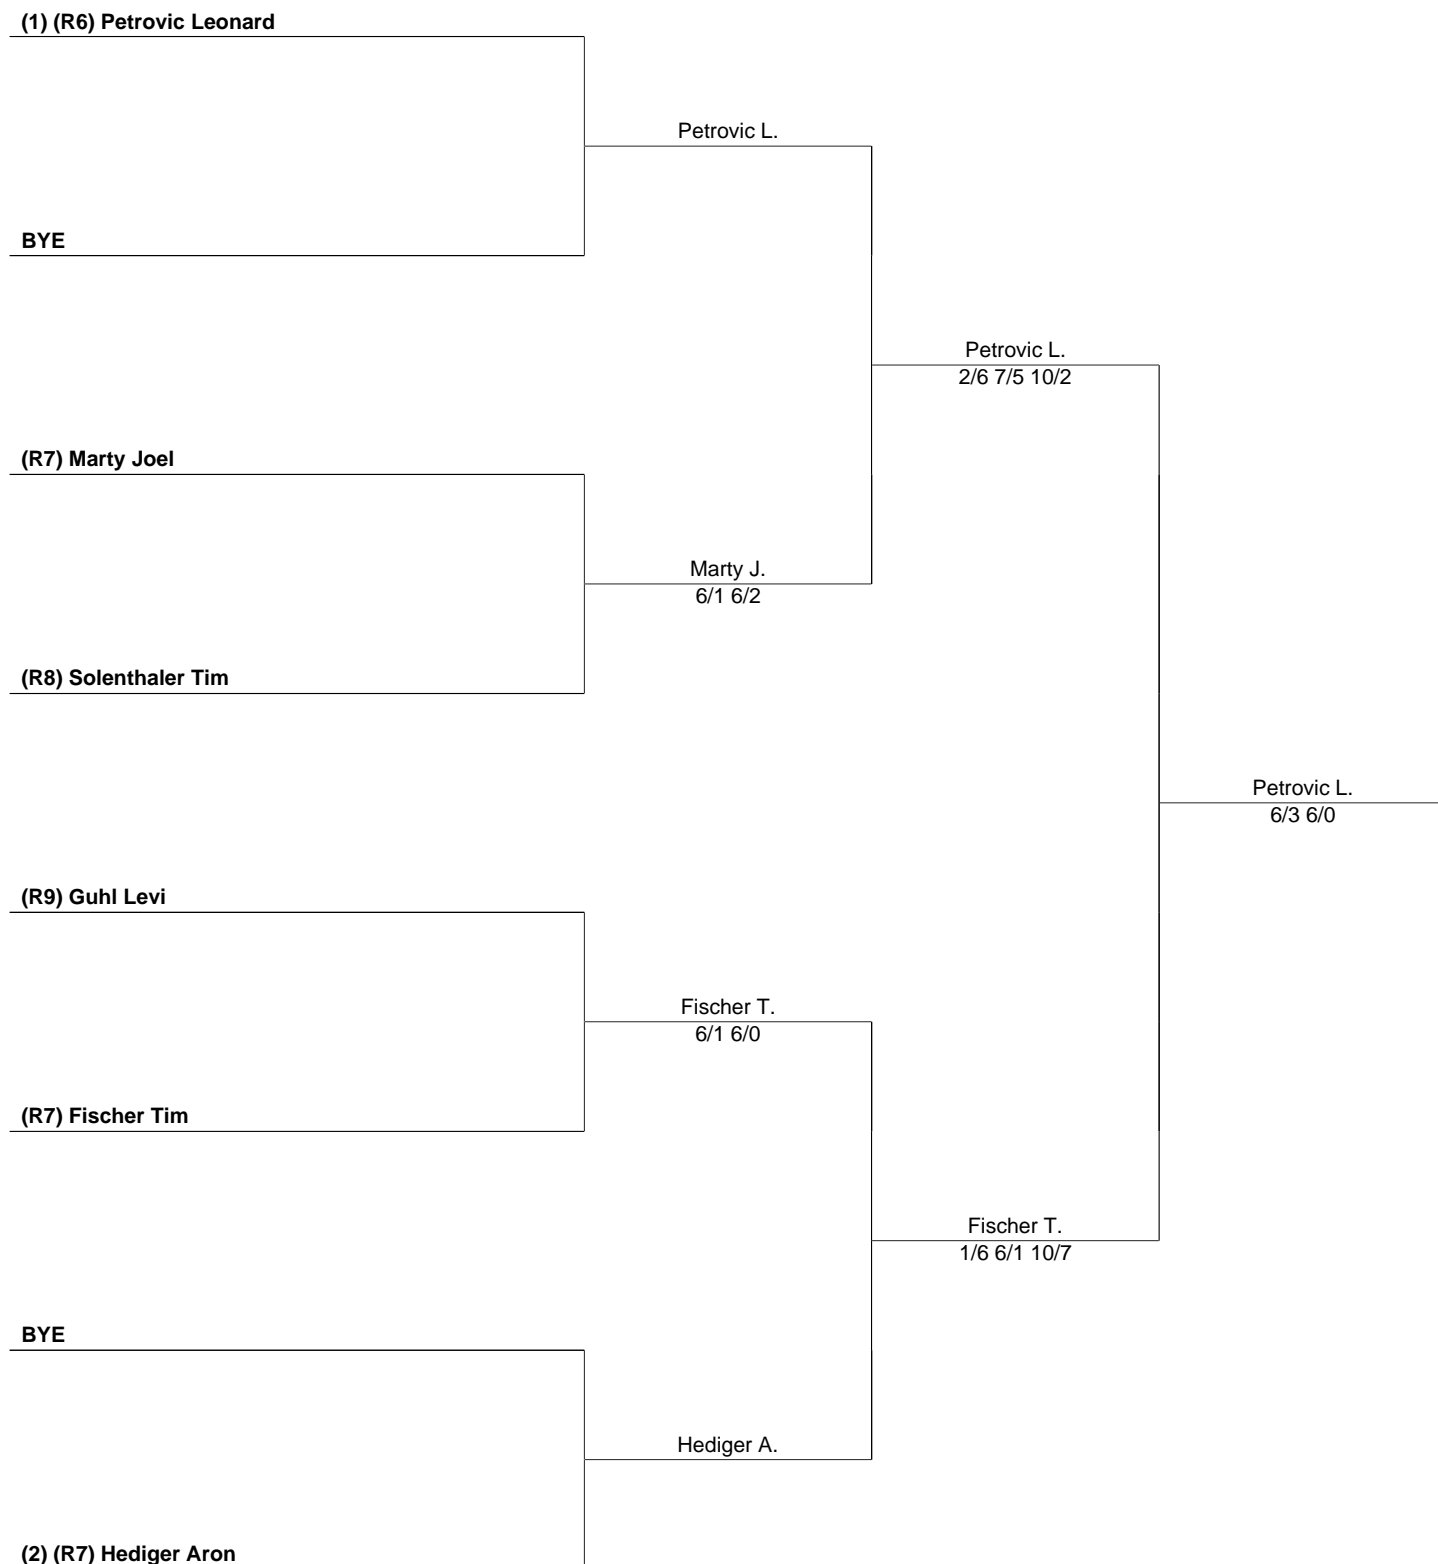 (1) (R6) Petrovic Leonard
Petrovic L.
BYE
Petrovic L.
2/6 7/5 10/2
(R7) Marty Joel
Marty J.
6/1 6/2
(R8) Solenthaler Tim
Petrovic L.
6/3 6/0
(R9) Guhl Levi
Fischer T.
6/1 6/0
(R7) Fischer Tim
Fischer T.
1/6 6/1 10/7
BYE
Hediger A.
(2) (R7) Hediger Aron